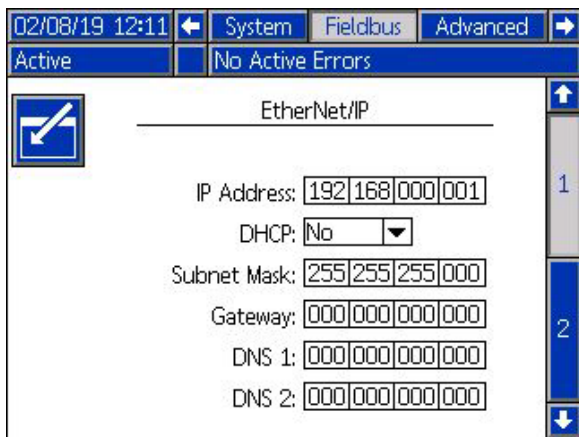 02/08/19 12:11 System Fieldbus Advanced
Active No Active Errors
EtherNet/IP
IP Address: 192 168 000 001
1
DHCP: No
Subnet Mask: 255 255 255 000
Gateway: 000 000 000 000
2
DNS 1: 000 000 000 000
DNS 2: 000 000 000 000